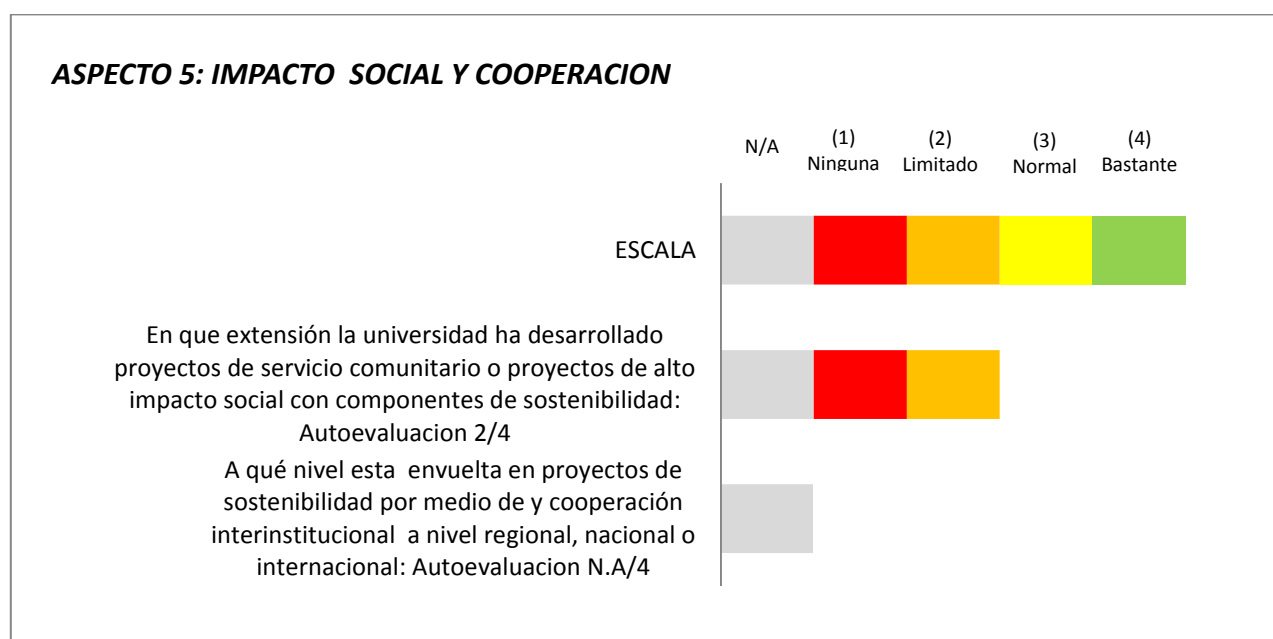 ASPECTO 5: IMPACTO SOCIAL Y COOPERACION
N/A
(1)
Ninguna
(2)
Limitado
(3)
Normal
(4)
Bastante
ESCALA
En que extensión la universidad ha desarrollado
proyectos de servicio comunitario o proyectos de alto
impacto social con componentes de sostenibilidad:
Autoevaluacion 2/4
A qué nivel esta envuelta en proyectos de
sostenibilidad por medio de y cooperación
interinstitucional a nivel regional, nacional o
internacional: Autoevaluacion N.A/4